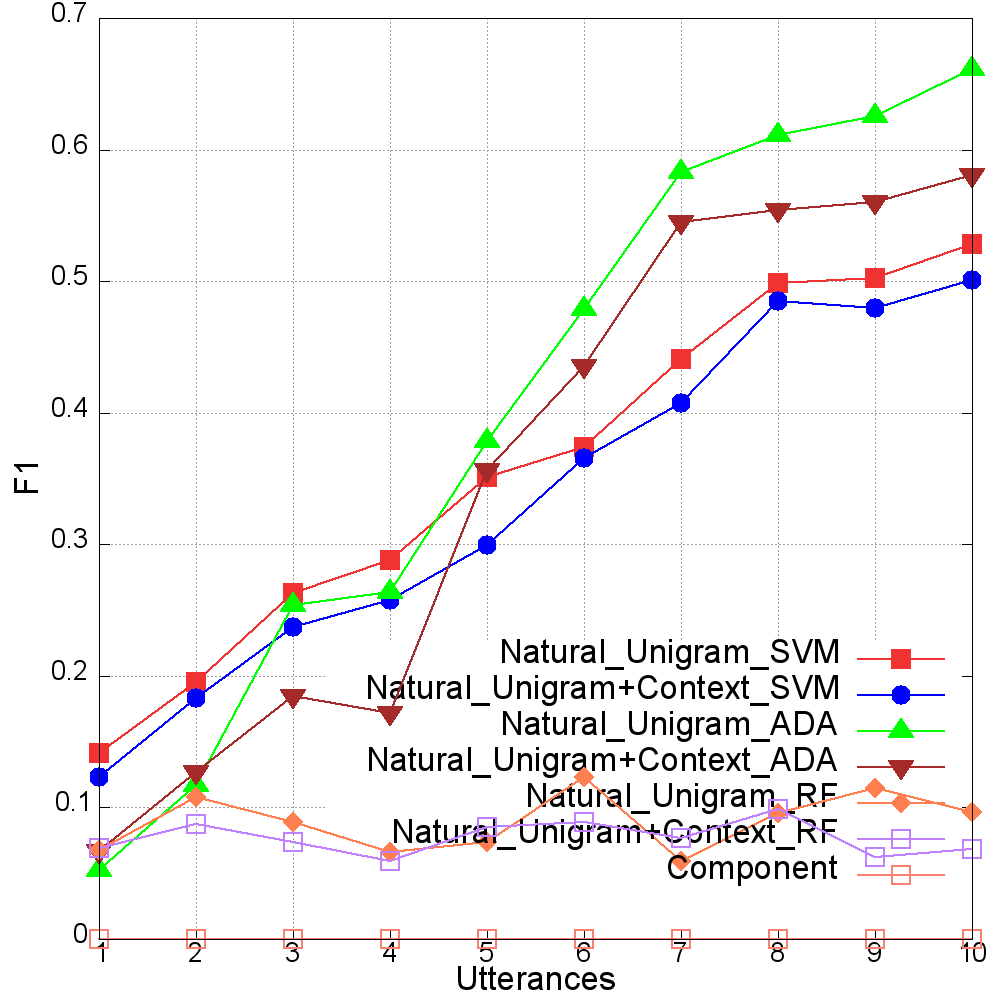 0.7
0.6
0.5
0.4
0.3
0.2
0.1
0
F1
Natural_Unigram_SVM
Natural_Unigram+Context_SVM
Natural_Unigram_ADA
Natural_Unigram+Context_ADA
Natural_Unigram_RF
Natural_Unigram+Context_RF
Component
1 2 3 4 5 6 7 8 9 10
Utterances